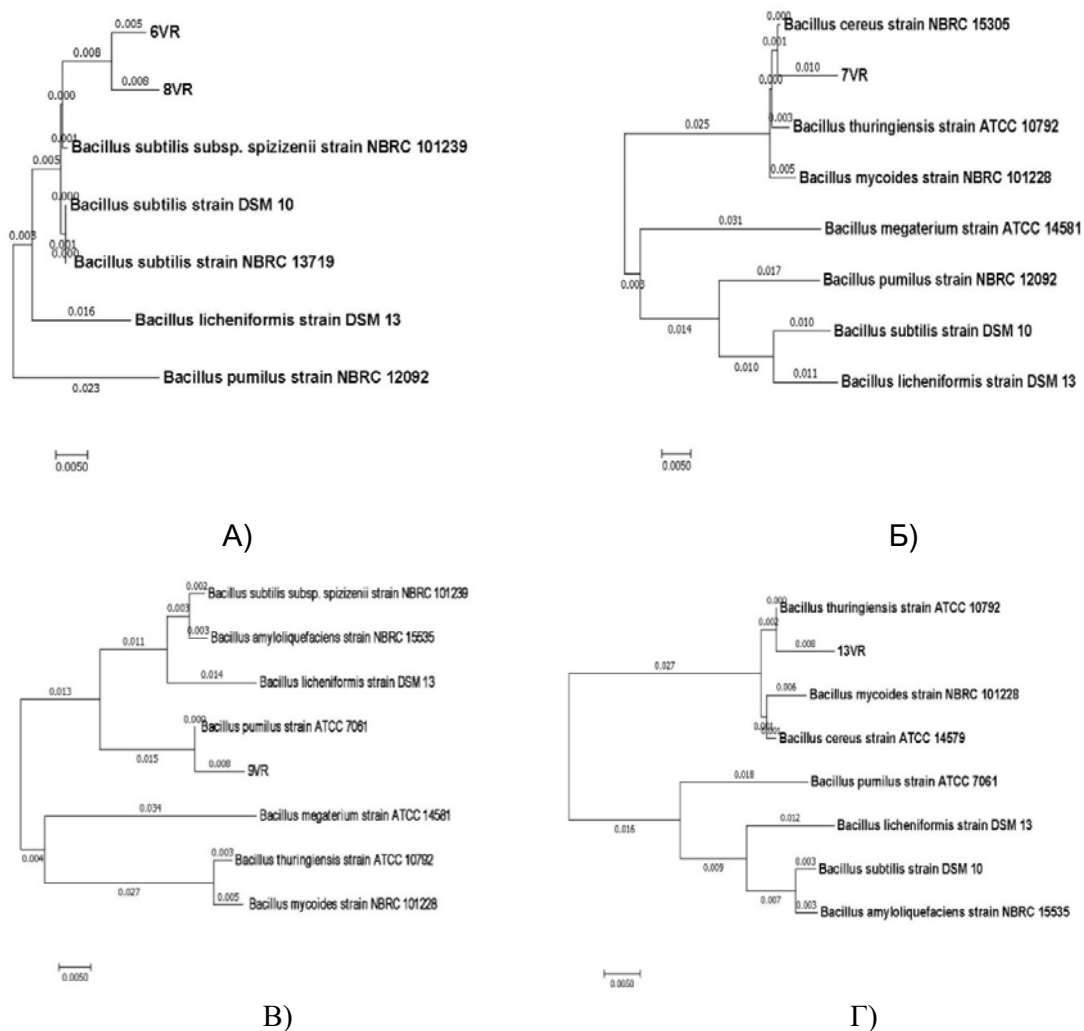 0.005
6VR
0.008
0.008
8VR
0.000
0.001
Bacillus subtilis subsp. spizizenii strain NBRC 101239
0.005
0.000
Bacillus subtilis strain DSM 10
0.003
0.001
0.000
Bacillus subtilis strain NBRC 13719
0.016
Bacillus licheniformis strain DSM 13
Bacillus pumilus strain NBRC 12092
0.023
0.0050
А)
0.000
Bacillus cereus strain NBRC 15305
0.001
0.010
7VR
0.000
0.003
Bacillus thuringiensis strain ATCC 10792
0.025
0.005
Bacillus mycoides strain NBRC 101228
0.031
Bacillus megaterium strain ATCC 14581
0.003
0.017
Bacillus pumilus strain NBRC 12092
0.014
0.010
Bacillus subtilis strain DSM 10
0.010
0.011
Bacillus licheniformis strain DSM 13
0.0050
Б)
0.002
Bacillus subtilis subsp. spizizenii strain NBRC 101239
0.003
0.003
Bacillus amyloliquefaciens strain NBRC 15535
0.011
0.014
Bacillus licheniformis strain DSM 13
0.013
0.000
Bacillus pumilus strain ATCC 7061
0.015
0.008
9VR
0.034
Bacillus megaterium strain ATCC 14581
0.004
0.003
Bacillus thuringiensis strain ATCC 10792
0.027
0.005
Bacillus mycoides strain NBRC 101228
0.0050
В)
0.000
Bacillus thuringiensis strain ATCC 10792
0.002
0.008
13VR
0.027
0.006
Bacillus mycoides strain NBRC 101228
0.001
0.001
Bacillus cereus strain ATCC 14579
0.018
Bacillus pumilus strain ATCC 7061
0.016
0.012
Bacillus licheniformis strain DSM 13
0.009
0.003
Bacillus subtilis strain DSM 10
0.007
0.003
Bacillus amyloliquefaciens strain NBRC 15535
0.0050
Г)